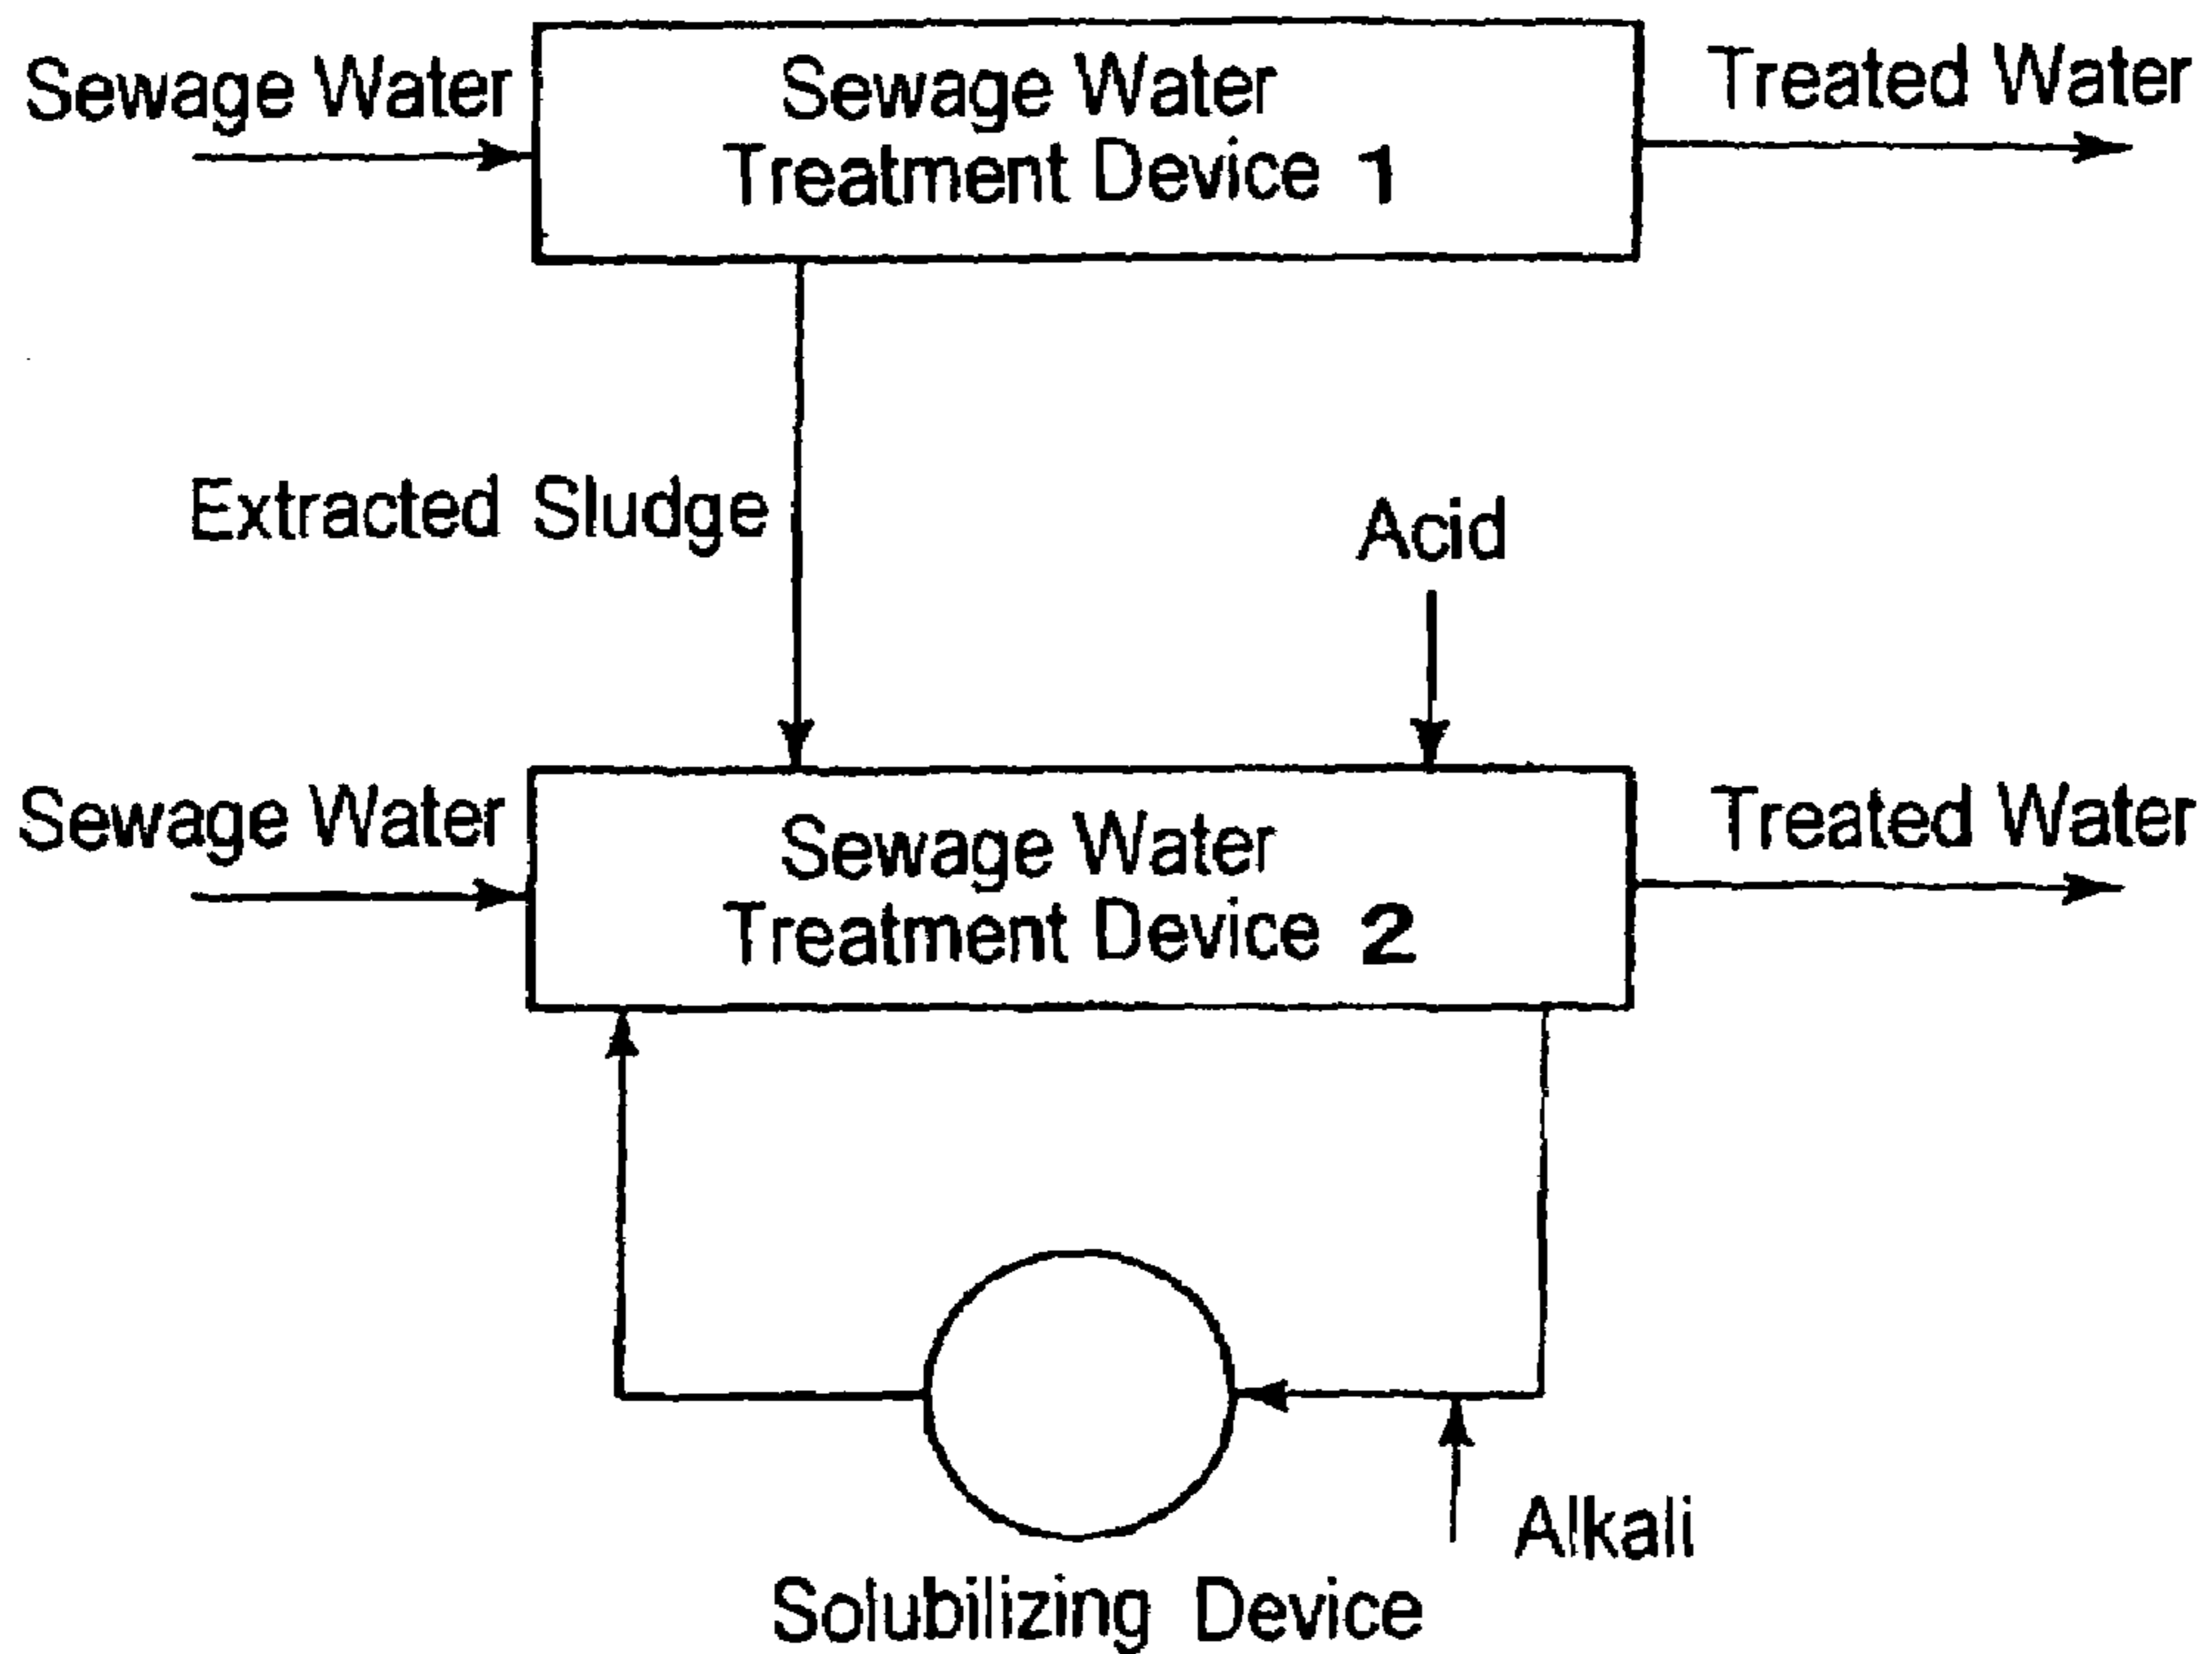 Sewage Water
Sewage Water
Treatment Device 1
Treated Water
Extracted Sludge
Acid
Sewage Water
Sewage Water
Treatment Device 2
Treated Water
Alkali
Solubilizing Device